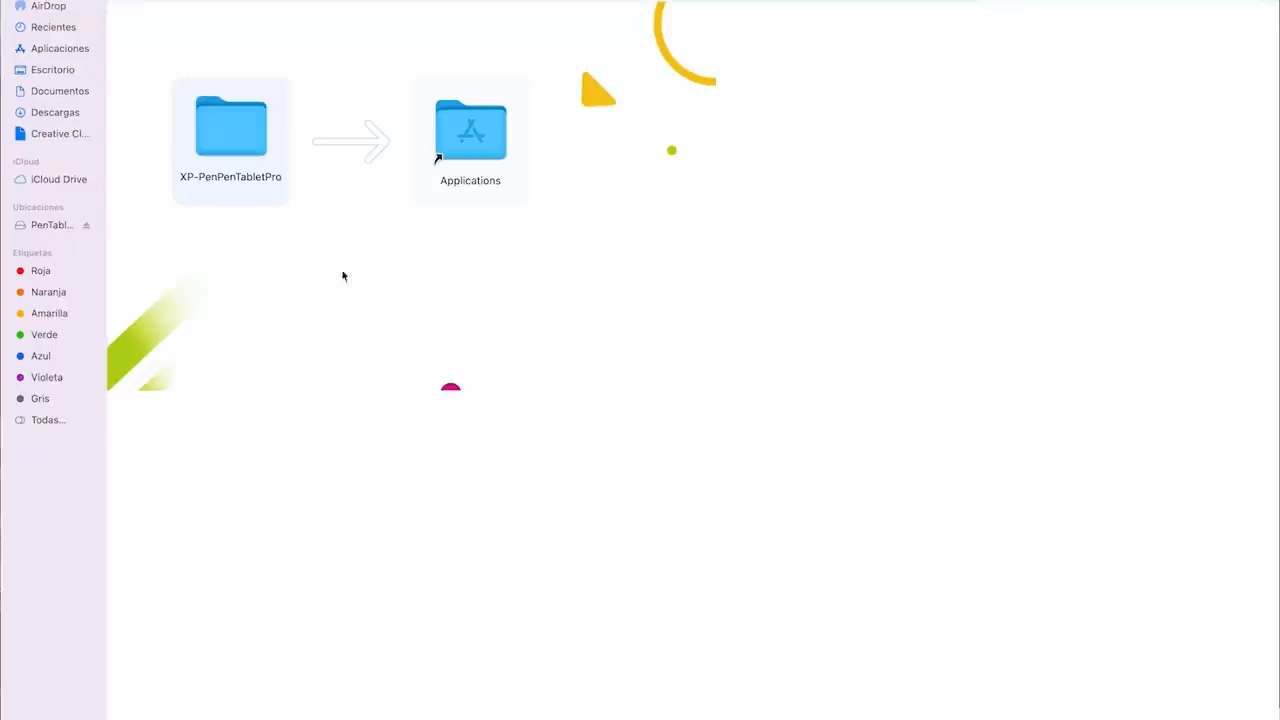 AirDrop
Recientes
Aplicaciones
Escritorio
Documentos
Descargas
Creative Cl...
iCloud
iCloud Drive
Ubicaciones
PenTabl...
Etiquetas
Roja
Naranja
Amarilla
Verde
Azul
Violeta
Gris
Todas...
XP-PenPenTabletPro
Applications